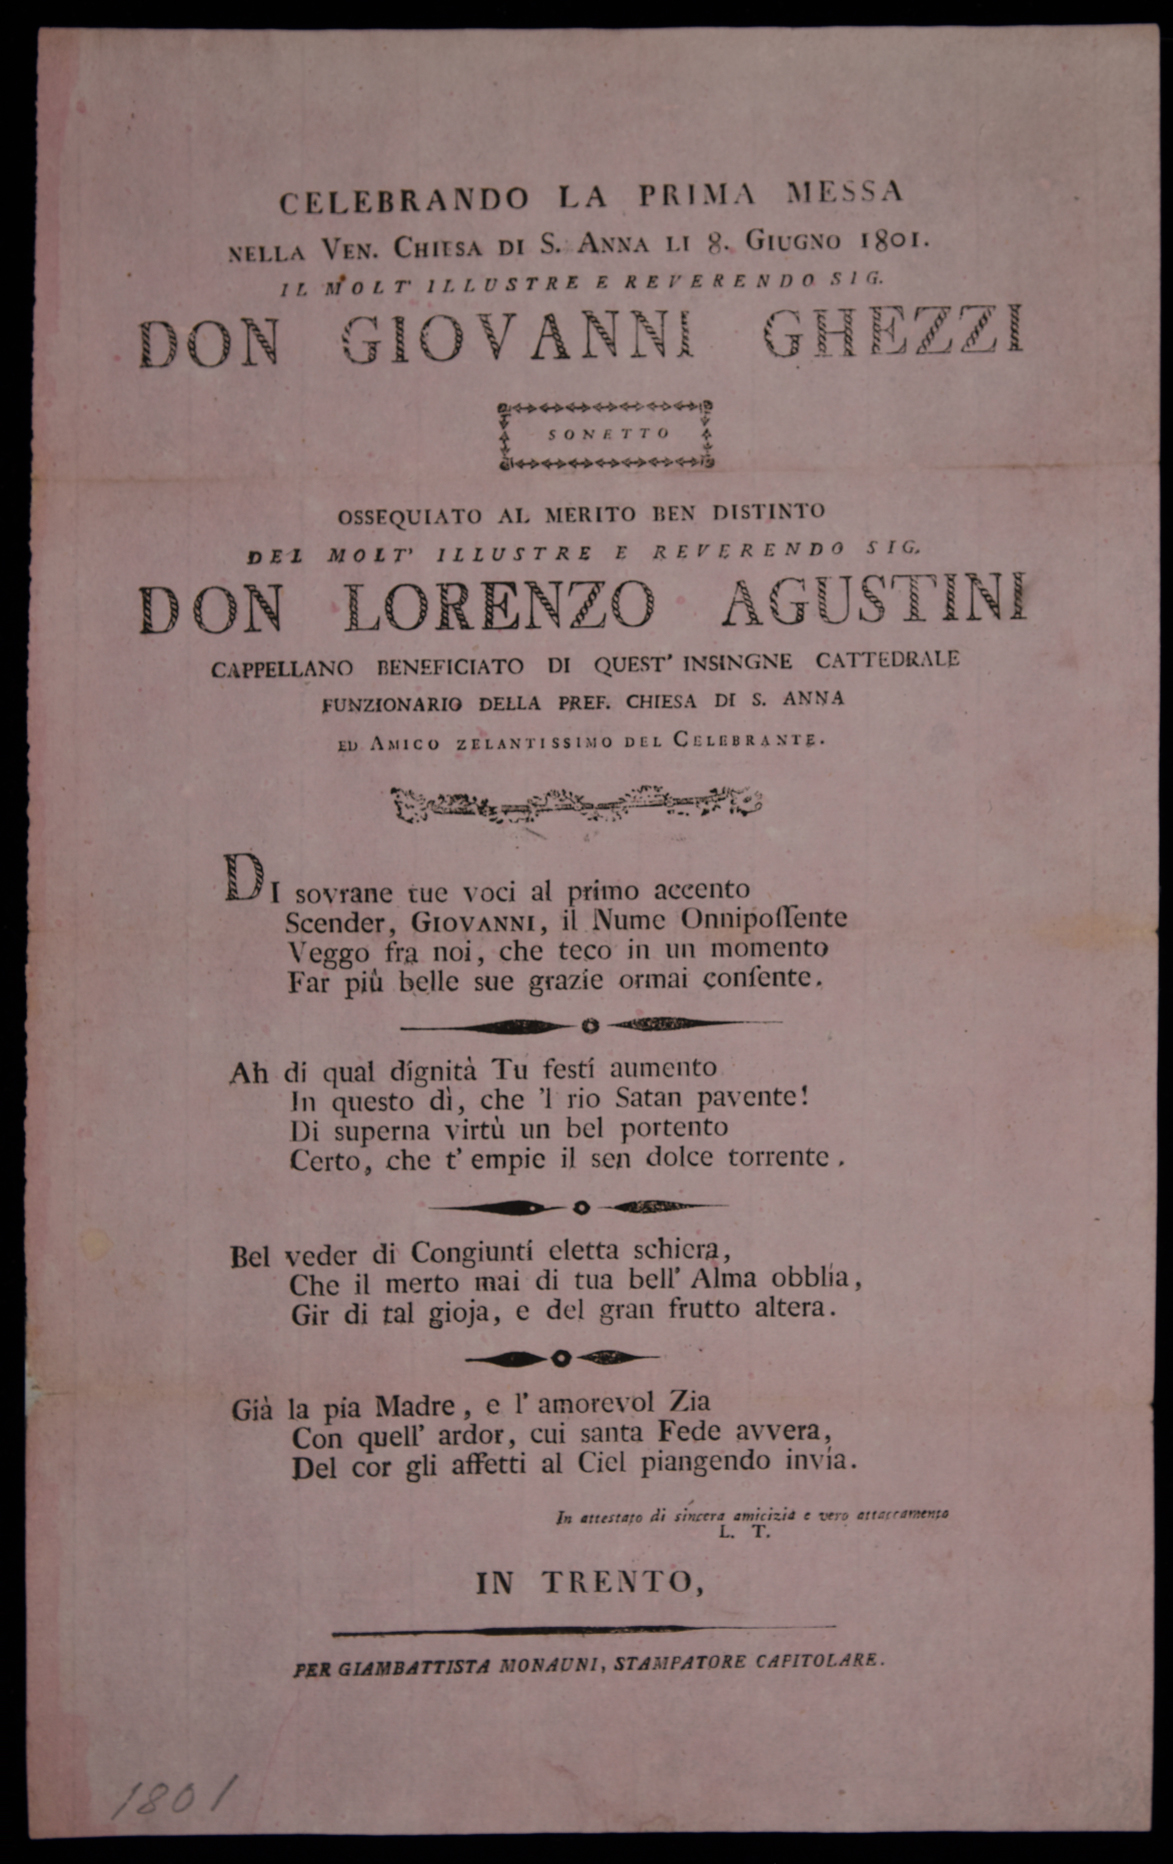 CELEBRANDO LA PRIMA MESSA
NELLA VEN. CHIESA DI S. ANNA LI 8. GIUGNO 1801.
IL MOLT' ILLUSTRE E REVERENDO SIG.
DON GIOVANNI GHEZZI
SONETTO
OSSEQUIATO AL MERITO BEN DISTINTO
DEL MOLT' ILLUSTRE E REVERENDO SIG.
DON LORENZO AGUSTINI
CAPPELLANO BENEFICIATO DI QUEST' INSINGNE CATTEDRALE
FUNZIONARIO DELLA PREF. CHIESA DI S. ANNA
ED AMICO ZELANTISSIMO DEL CELEBRANTE.
DI sovrane tue voci al primo accento
Scender, GIOVANNI, il Nume Onnipoſſente
Veggo fra noi, che teco in un momento
Far più belle sue grazíe ormai conſente.
Ah di qual dígnità Tu festí aumento
In questo dì, che 'l rio Satan pavente!
Di superna virtù un bel portento
Certo, che t' empie il sen dolce torrente.
Bel veder di Congiuntí eletta schiera,
Che il merto mai di tua bell' Alma obblía,
Gir di tal gioja, e del gran frutto altera.
Già la pia Madre, e l' amorevol Zia
Con quell' ardor, cui santa Fede avvera,
Del cor gli affetti al Ciel piangendo invía.
In attestato di sincera amicizia e vero attaccamento
L. T.
IN TRENTO,
PER GIAMBATTISTA MONAUNI, STAMPATORE CAPITOLARE.
1801